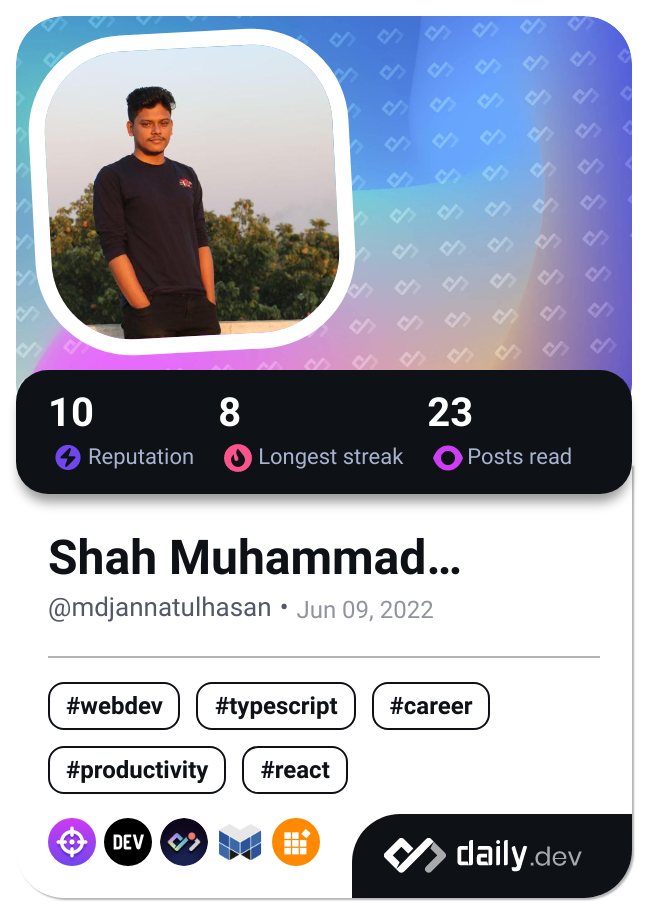 10 8 23
Reputation Longest streak Posts read
Shah Muhammad...
@mdjannatulhasan • Jun 09, 2022
#webdev #typescript #career
#productivity #react
DEV daily.dev